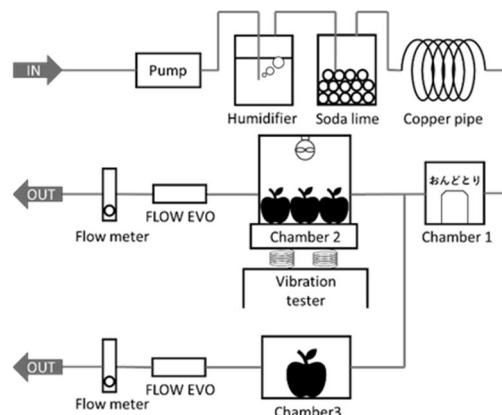 IN
Pump
Humidifier
Soda lime
Copper pipe
OUT
Flow meter
FLOW EVO
Chamber 2
おんどとり
Chamber 1
Vibration
tester
OUT
Flow meter
FLOW EVO
Chamber3